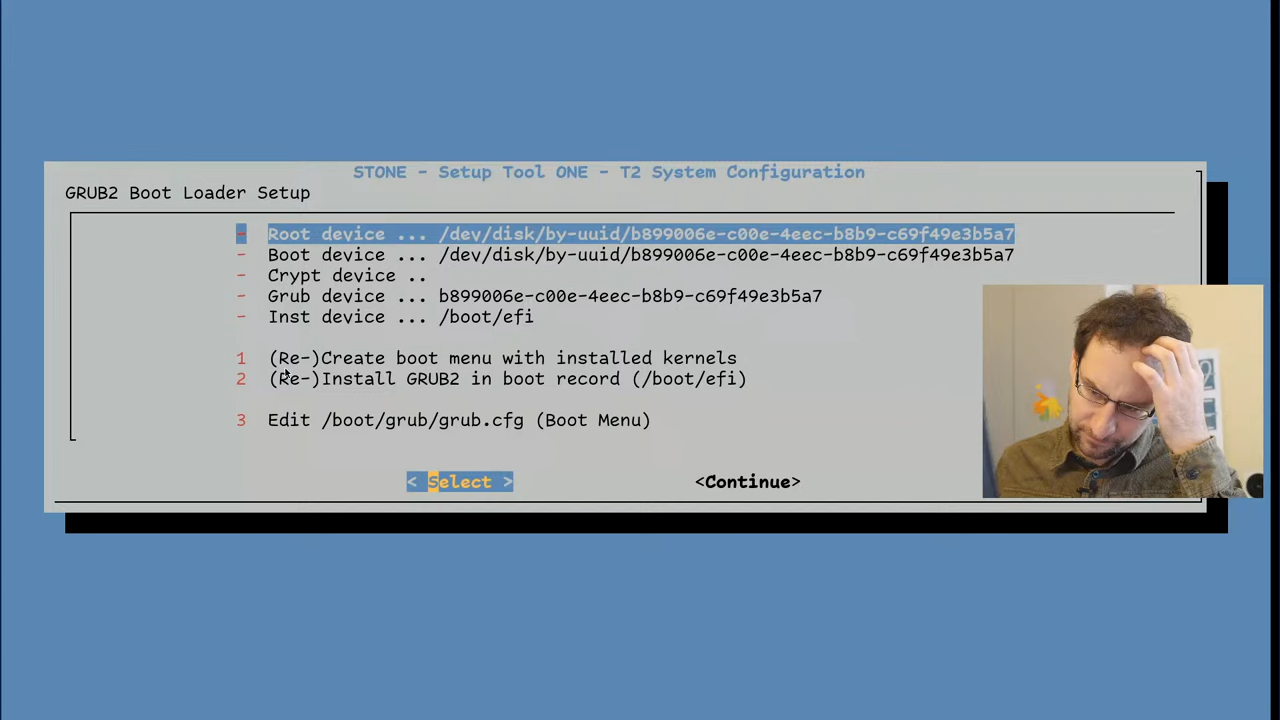 STONE - Setup Tool ONE - T2 System Configuration
GRUB2 Boot Loader Setup
- Root device ... /dev/disk/by-uuid/b899006e-c00e-4eec-b8b9-c69f49e3b5a7
- Boot device ... /dev/disk/by-uuid/b899006e-c00e-4eec-b8b9-c69f49e3b5a7
- Crypt device ..
- Grub device ... b899006e-c00e-4eec-b8b9-c69f49e3b5a7
- Inst device ... /boot/efi
1 (Re-)Create boot menu with installed kernels
2 (Re-)Install GRUB2 in boot record (/boot/efi)
3 Edit /boot/grub/grub.cfg (Boot Menu)
< Select > <Continue>